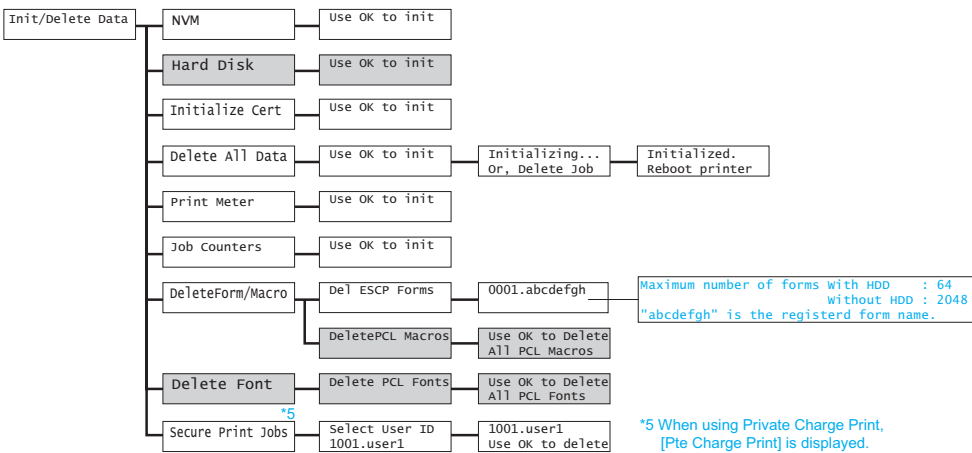 Init/Delete Data
NVM
Use OK to init
Hard Disk
Use OK to init
Initialize Cert
Use OK to init
Delete All Data
Use OK to init
Initializing...
Or, Delete Job
Initialized.
Reboot printer
Print Meter
Use OK to init
Job Counters
Use OK to init
DeleteForm/Macro
Del ESCP Forms
0001.abcdefgh
Maximum number of forms With HDD : 64
Without HDD : 2048
"abcdefgh" is the registerd form name.
DeletePCL Macros
Use OK to Delete
All PCL Macros
Delete Font
Delete PCL Fonts
Use OK to Delete
All PCL Fonts
*5
Secure Print Jobs
Select User ID
1001.user1
1001.user1
Use OK to delete
*5 When using Private Charge Print,
[Pte Charge Print] is displayed.